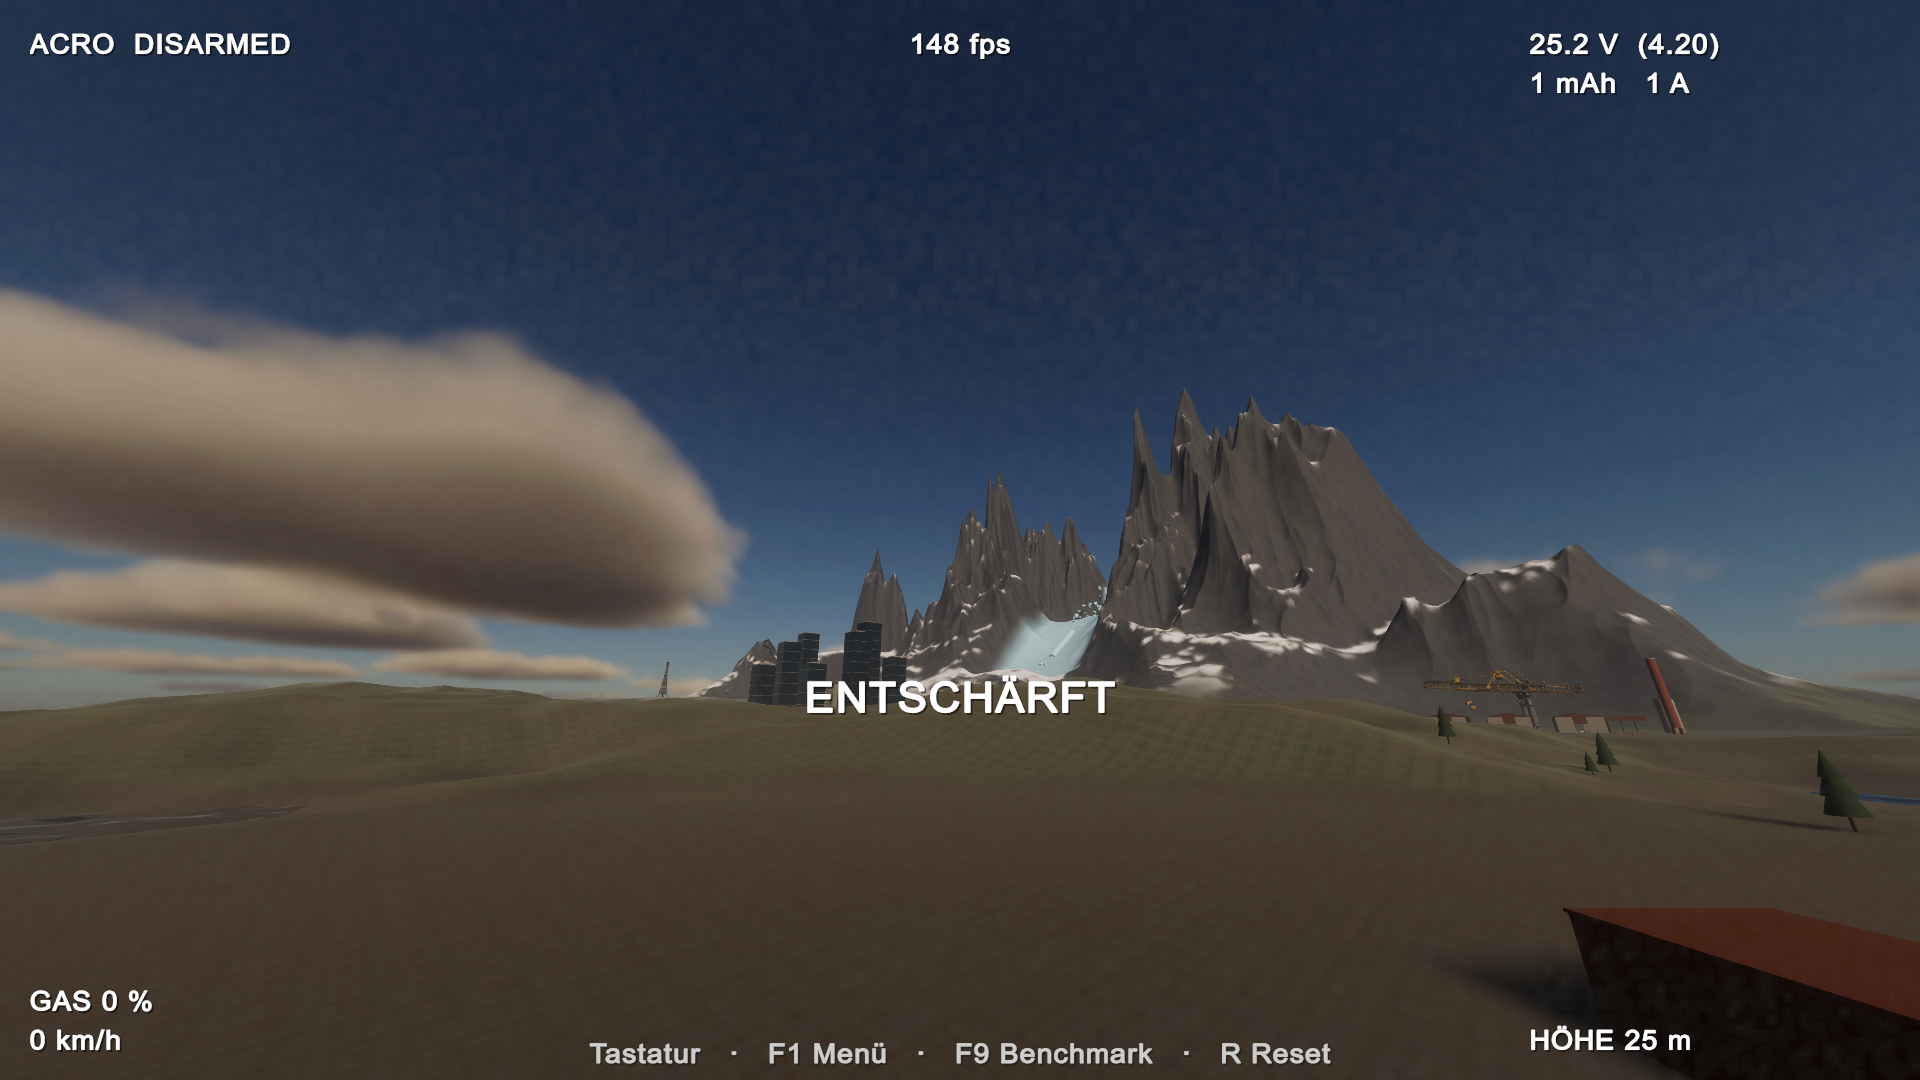 ACRO DISARMED
148 fps
25.2 V (4.20)
1 mAh 1 A
ENTSCHÄRFT
GAS 0 %
0 km/h
HÖHE 25 m
Tastatur · F1 Menü · F9 Benchmark · R Reset